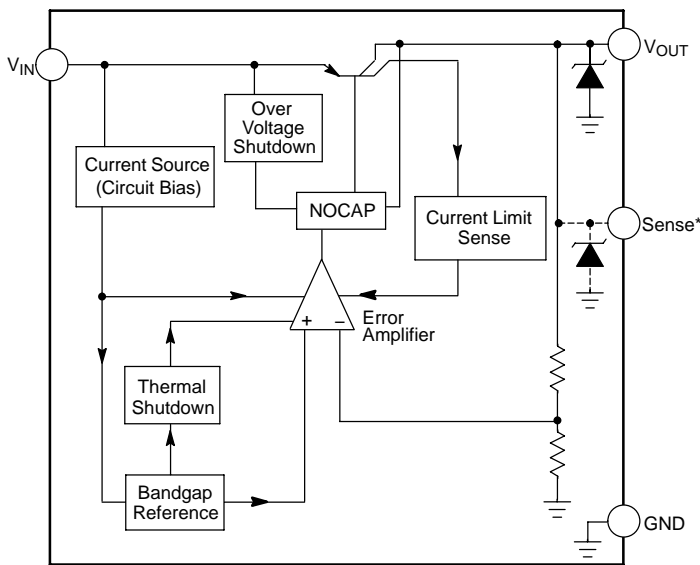 VIN
VOUT
Over
Voltage
Shutdown
Current Source
(Circuit Bias)
NOCAP
Current Limit
Sense
Sense*
+
−
Error
Amplifier
Thermal
Shutdown
Bandgap
Reference
GND